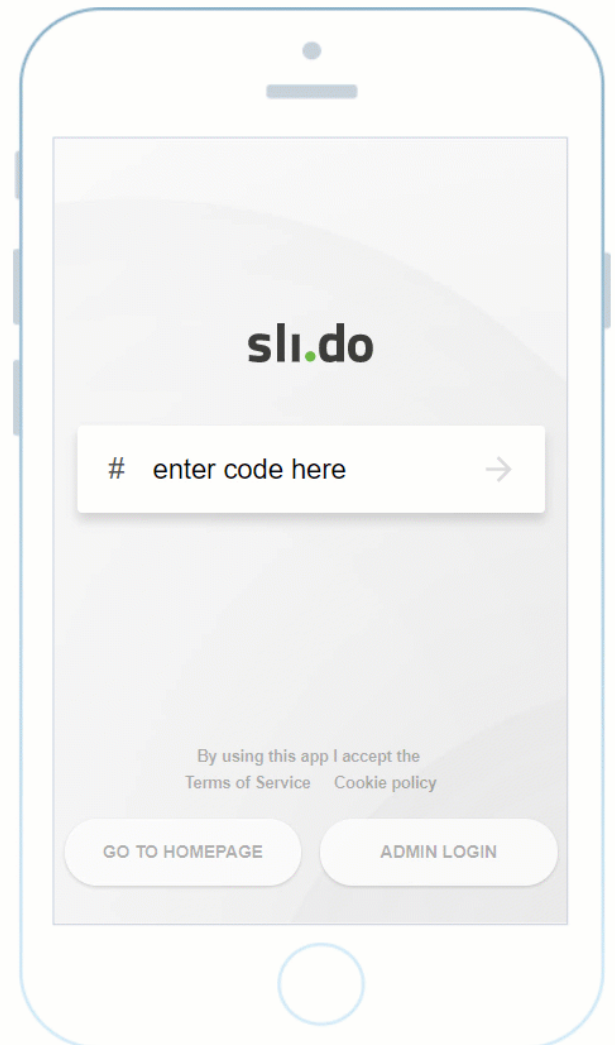 slı.do
# enter code here
By using this app I accept the
Terms of Service Cookie policy
GO TO HOMEPAGE ADMIN LOGIN